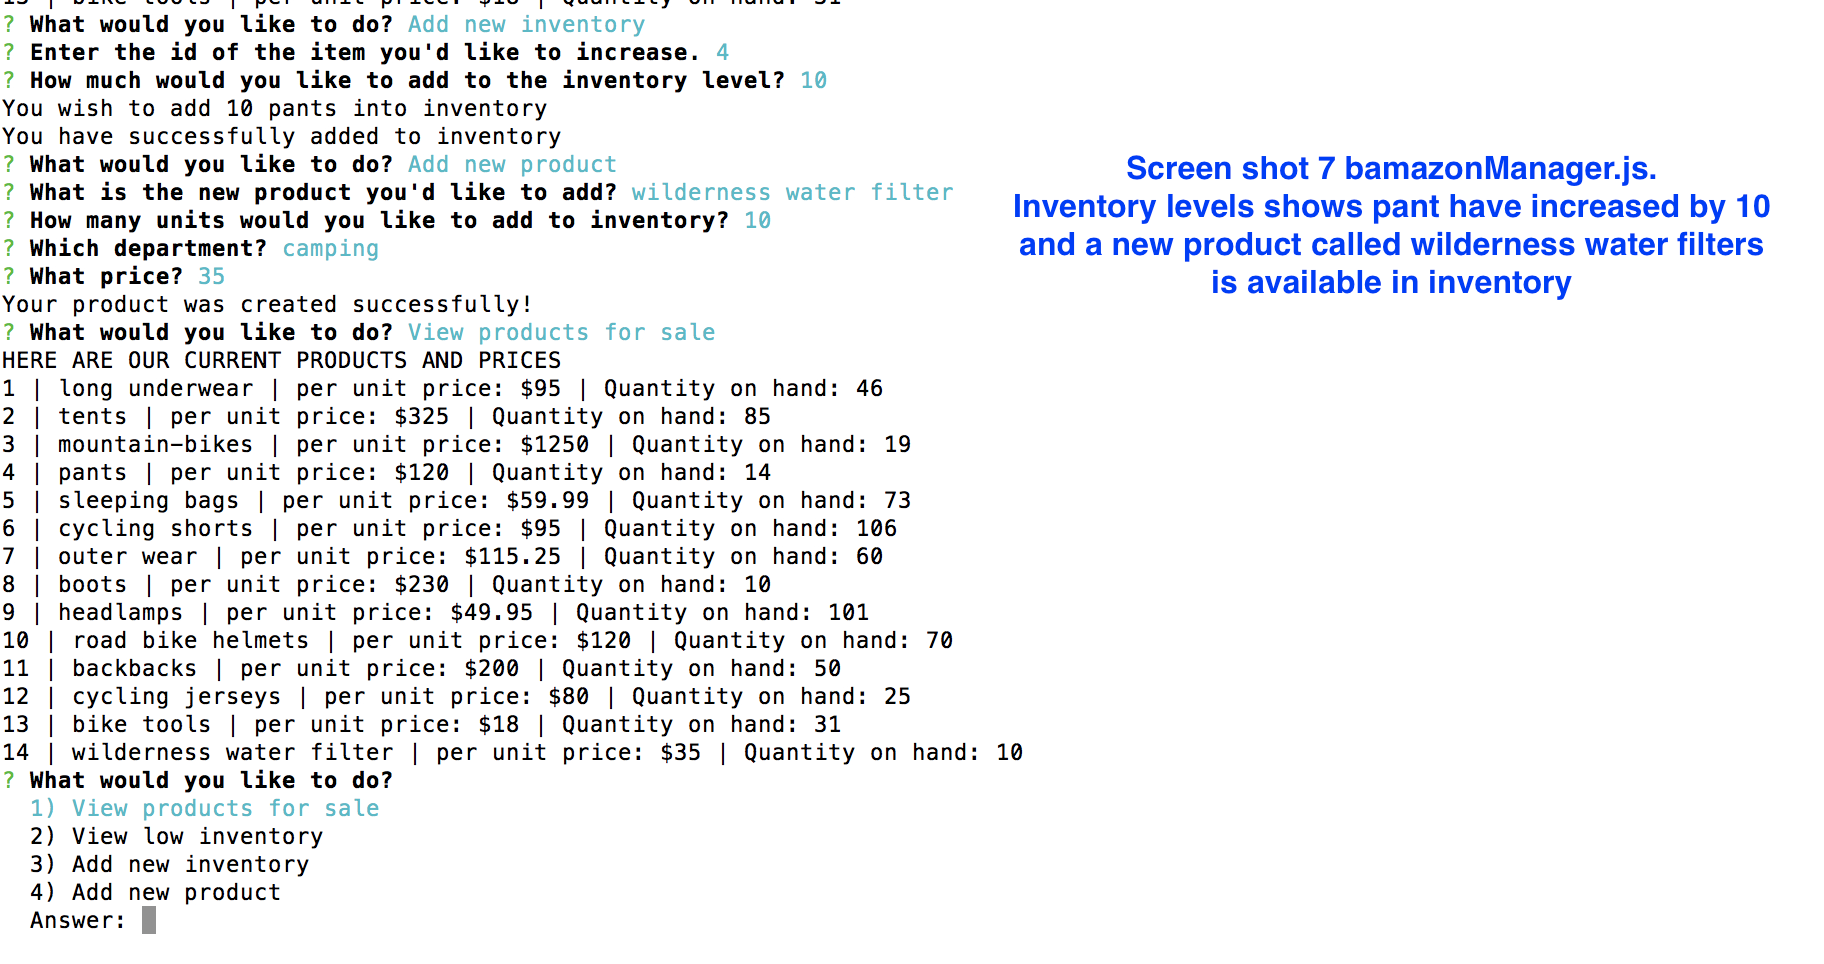 13 | bike tools | per unit price: $18 | Quantity on hand: 31
? What would you like to do? Add new inventory
? Enter the id of the item you'd like to increase. 4
? How much would you like to add to the inventory level? 10
You wish to add 10 pants into inventory
You have successfully added to inventory
? What would you like to do? Add new product
? What is the new product you'd like to add? wilderness water filter
? How many units would you like to add to inventory? 10
? Which department? camping
? What price? 35
Your product was created successfully!
? What would you like to do? View products for sale
HERE ARE OUR CURRENT PRODUCTS AND PRICES
1 | long underwear | per unit price: $95 | Quantity on hand: 46
2 | tents | per unit price: $325 | Quantity on hand: 85
3 | mountain-bikes | per unit price: $1250 | Quantity on hand: 19
4 | pants | per unit price: $120 | Quantity on hand: 14
5 | sleeping bags | per unit price: $59.99 | Quantity on hand: 73
6 | cycling shorts | per unit price: $95 | Quantity on hand: 106
7 | outer wear | per unit price: $115.25 | Quantity on hand: 60
8 | boots | per unit price: $230 | Quantity on hand: 10
9 | headlamps | per unit price: $49.95 | Quantity on hand: 101
10 | road bike helmets | per unit price: $120 | Quantity on hand: 70
11 | backbacks | per unit price: $200 | Quantity on hand: 50
12 | cycling jerseys | per unit price: $80 | Quantity on hand: 25
13 | bike tools | per unit price: $18 | Quantity on hand: 31
14 | wilderness water filter | per unit price: $35 | Quantity on hand: 10
? What would you like to do?
1) View products for sale
2) View low inventory
3) Add new inventory
4) Add new product
Answer:
Screen shot 7 bamazonManager.js.
Inventory levels shows pant have increased by 10
and a new product called wilderness water filters
is available in inventory